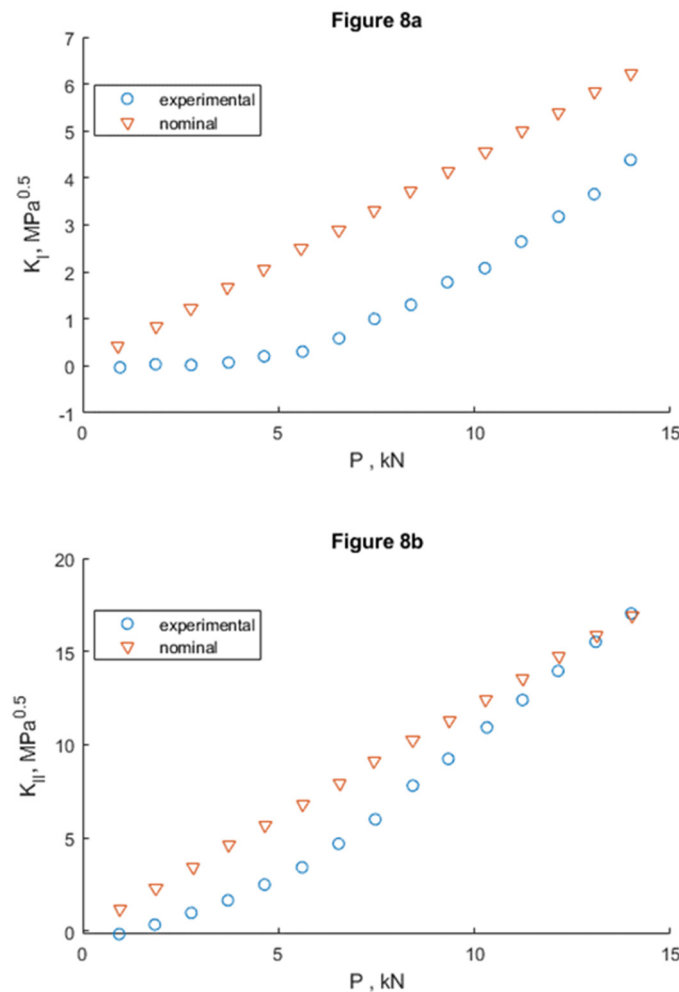 Figure 8a
7
6
5
4
3
2
1
0
-1
experimental
nominal
K_I, MPa^0.5
0 5 10 15
P , kN
Figure 8b
20
15
10
5
0
experimental
nominal
K_II, MPa^0.5
0 5 10 15
P , kN